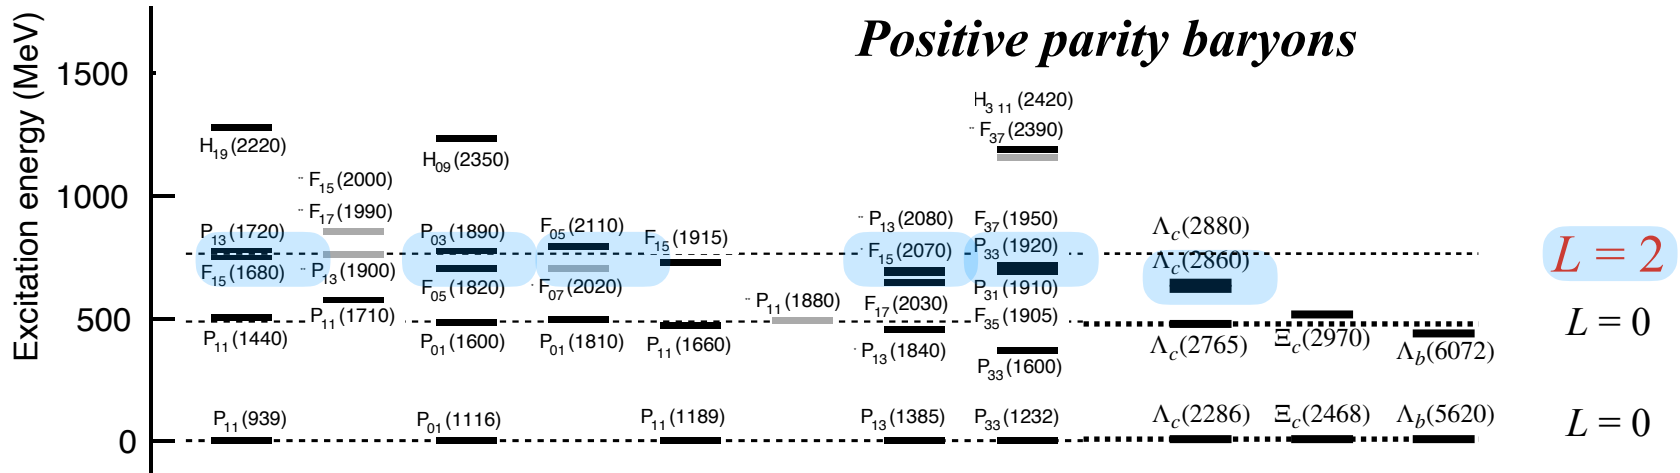 Positive parity baryons
Excitation energy (MeV)
1500
1000
500
0
H₃ ₁₁(2420)
F₃₇(2390)
H₁₉(2220)
H₀₉(2350)
F₁₅(2000)
F₁₇(1990)
P₁₃(1720)
F₁₅(1680)
P₁₃(1900)
P₁₁(1710)
P₁₁(1440)
P₁₁(939)
P₀₃(1890)
F₀₅(1820)
P₀₁(1600)
P₀₁(1116)
F₀₅(2110)
F₀₇(2020)
P₀₁(1810)
F₁₅(1915)
P₁₁(1660)
P₁₁(1189)
P₁₁(1880)
P₁₃(2080)
F₁₅(2070)
F₁₇(2030)
P₁₃(1840)
P₁₃(1385)
F₃₇(1950)
P₃₃(1920)
P₃₁(1910)
F₃₅(1905)
P₃₃(1600)
P₃₃(1232)
Λc(2880)
Λc(2860)
Λc(2765)
Λc(2286)
Ξc(2970)
Ξc(2468)
Λb(6072)
Λb(5620)
L = 2
L = 0
L = 0